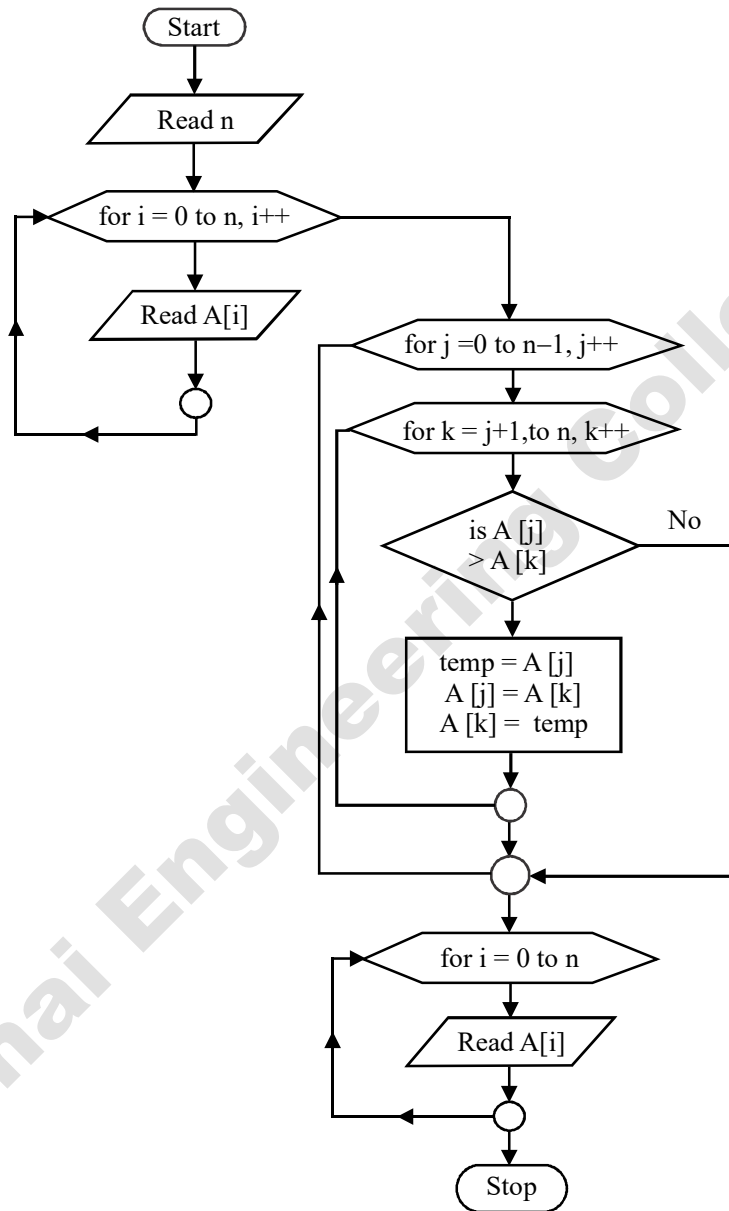 Start
Read n
for i = 0 to n, i++
Read A[i]
for j =0 to n–1, j++
for k = j+1,to n, k++
is A [j]
> A [k]
No
temp = A [j]
A [j] = A [k]
A [k] = temp
for i = 0 to n
Read A[i]
Stop
Engineering